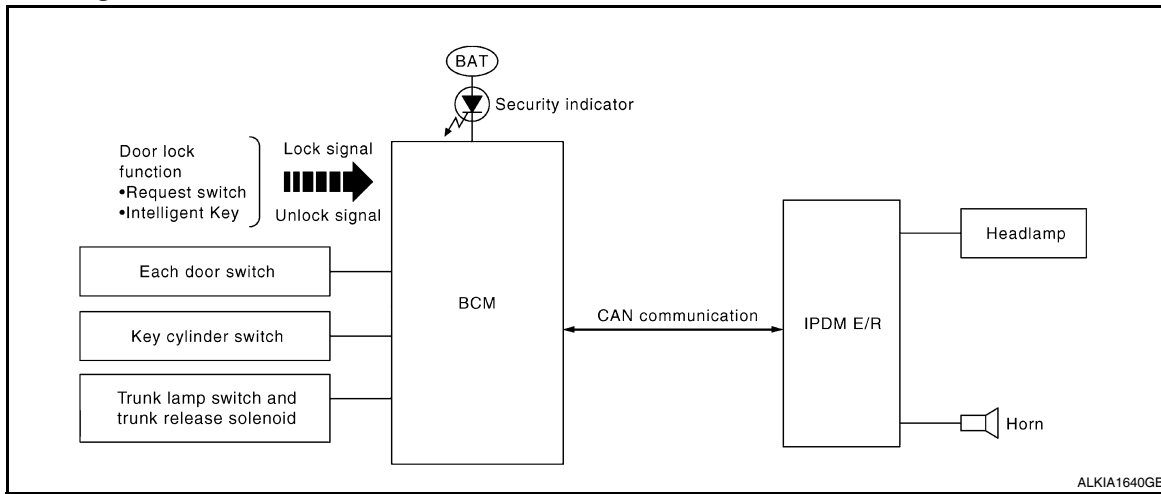 BAT
Security indicator
Door lock
function
•Request switch
•Intelligent Key
Lock signal
Unlock signal
Each door switch
Key cylinder switch
Trunk lamp switch and
trunk release solenoid
BCM
CAN communication
IPDM E/R
Headlamp
Horn
ALKIA1640GB